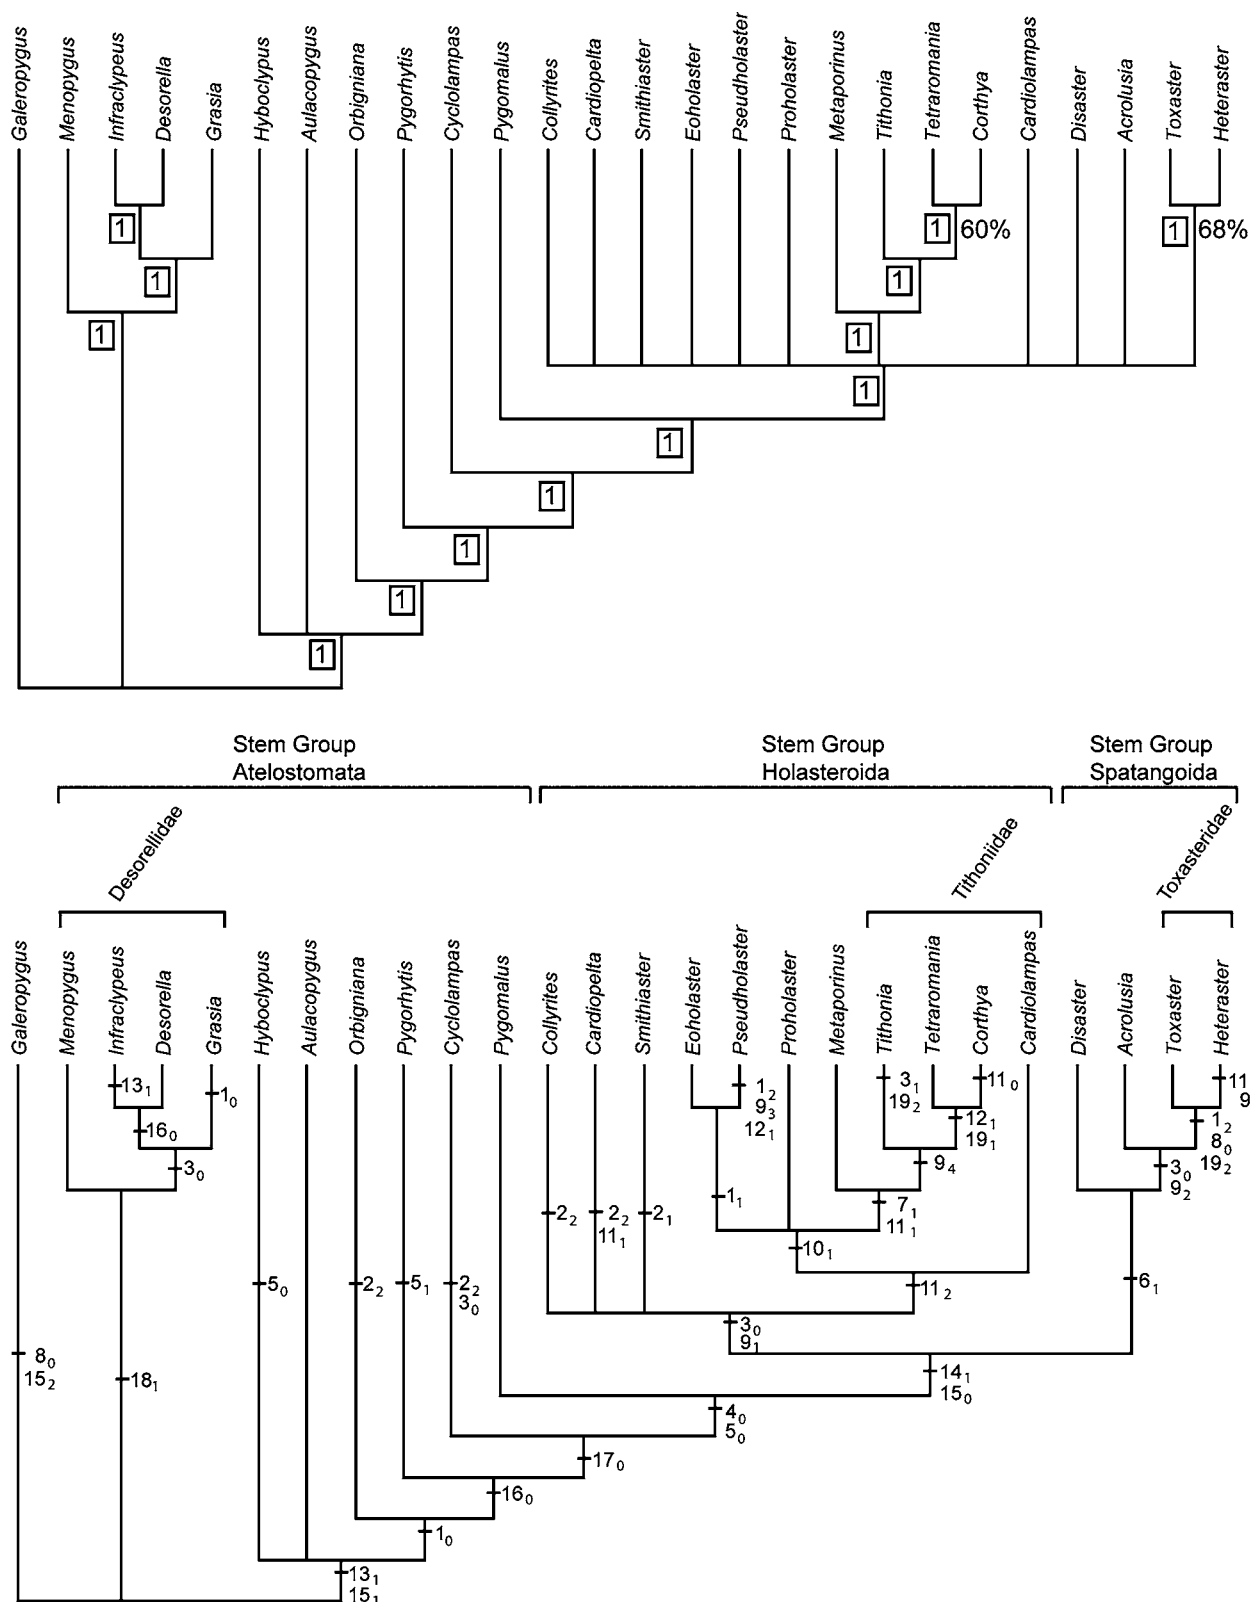 Galeropygus
Menopygus
Infraclypeus
Desorella
Grasia
Hyboclypus
Aulacopygus
Orbigniana
Pygorhytis
Cyclolampas
Pygomalus
Collyrites
Cardiopelta
Smithiaster
Eoholaster
Pseudholaster
Proholaster
Metaporinus
Tithonia
Tetraromania
Corthya
Cardiolampas
Disaster
Acrolusia
Toxaster
Heteraster
1
1 60%
1 68%
1
1
1
1
1
1
1
1
1
1
1
Stem Group
Atelostomata
Stem Group
Holasteroida
Stem Group
Spatangoida
Desorellidae
Tithoniidae
Toxasteridae
Galeropygus
Menopygus
Infraclypeus
Desorella
Grasia
Hyboclypus
Aulacopygus
Orbigniana
Pygorhytis
Cyclolampas
Pygomalus
Collyrites
Cardiopelta
Smithiaster
Eoholaster
Pseudholaster
Proholaster
Metaporinus
Tithonia
Tetraromania
Corthya
Cardiolampas
Disaster
Acrolusia
Toxaster
Heteraster
13₁
1₀
16₀
3₀
1₂
9₃
12₁
3₁
19₂
11₀
12₁
19₁
9₄
11
9
1₂
8₀
19₂
3₀
9₂
1₁
7₁
11₁
2₂
2₂
11₁
2₁
10₁
5₀
2₂
5₁
2₂
3₀
11₂
6₁
3₀
9₁
8₀
15₂
18₁
14₁
15₀
4₀
5₀
17₀
16₀
1₀
13₁
15₁